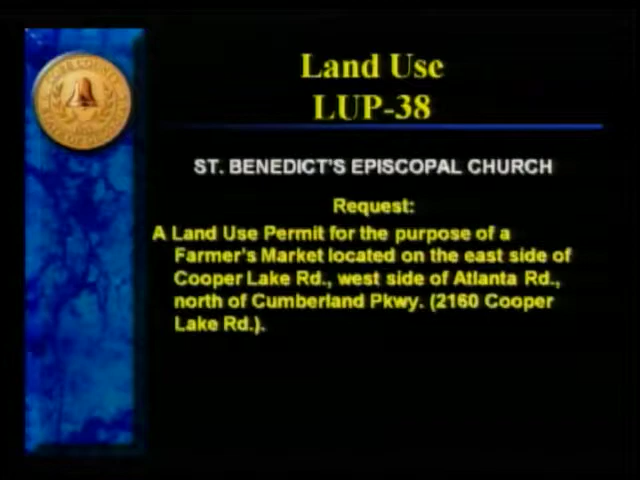 Land Use
LUP-38
ST. BENEDICT'S EPISCOPAL CHURCH
Request:
A Land Use Permit for the purpose of a
Farmer's Market located on the east side of
Cooper Lake Rd., west side of Atlanta Rd.,
north of Cumberland Pkwy. (2160 Cooper
Lake Rd.).